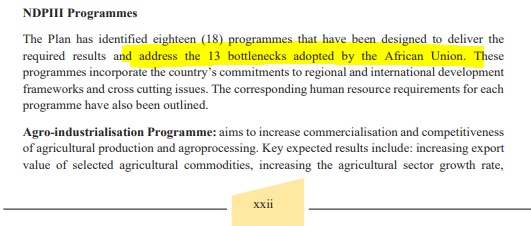 NDPIII Programmes
The Plan has identified eighteen (18) programmes that have been designed to deliver the
required results and address the 13 bottlenecks adopted by the African Union. These
programmes incorporate the country's commitments to regional and international development
frameworks and cross cutting issues. The corresponding human resource requirements for each
programme have also been outlined.
Agro-industrialisation Programme: aims to increase commercialisation and competitiveness
of agricultural production and agroprocessing. Key expected results include: increasing export
value of selected agricultural commodities, increasing the agricultural sector growth rate,
xxii